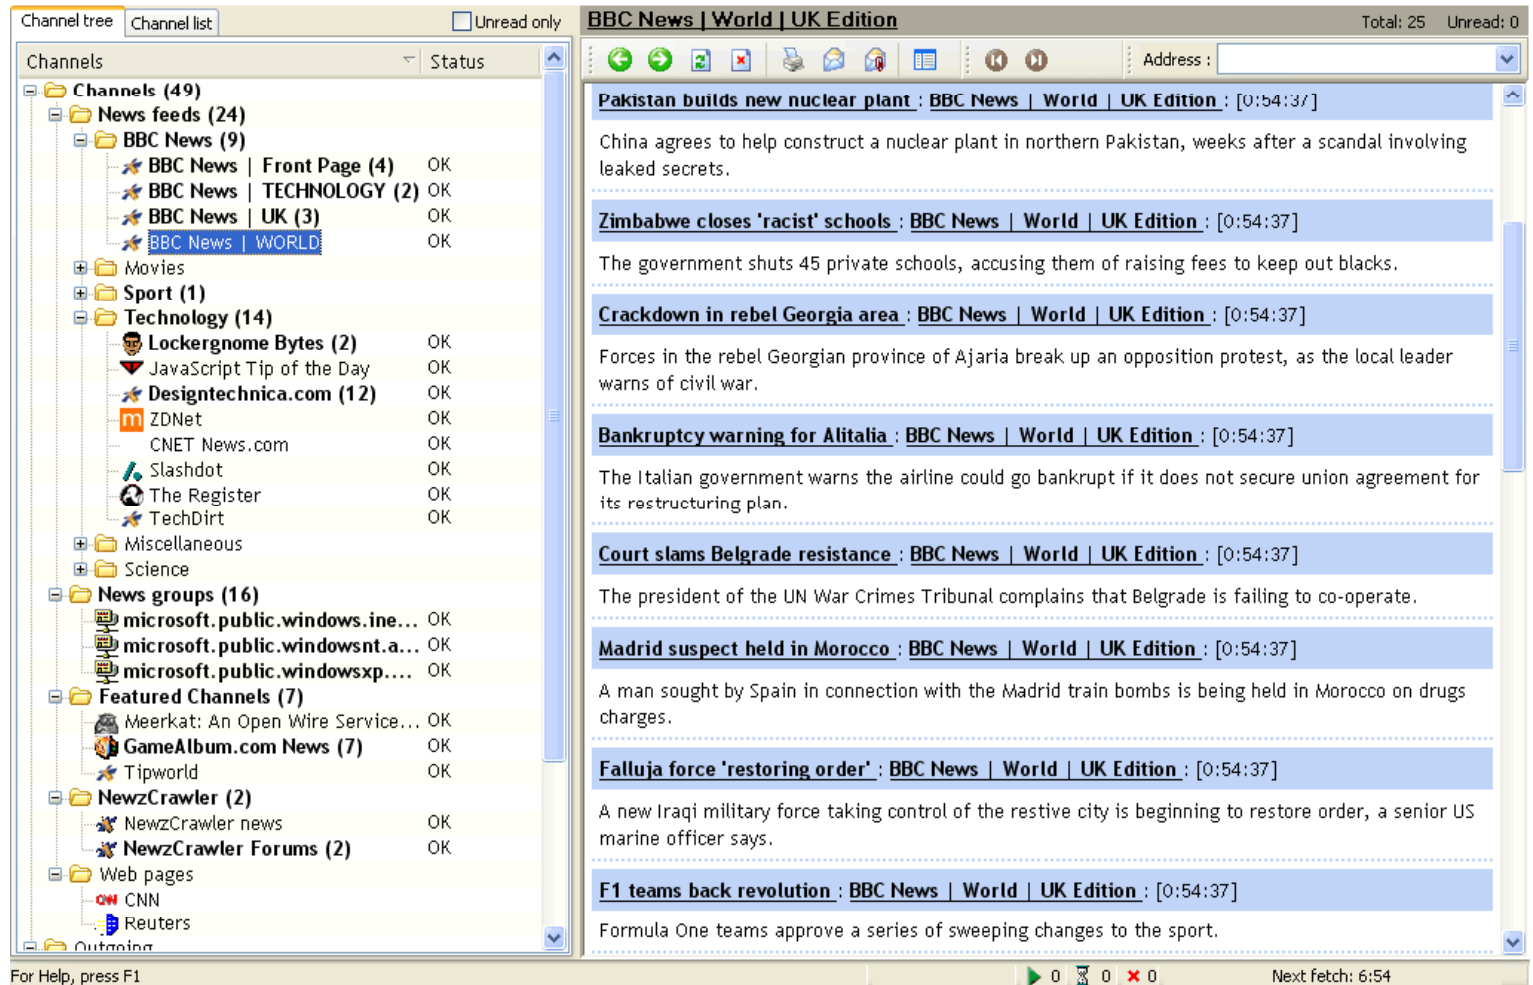 Channel tree
Channel list
Unread only
Channels
Status
Channels (49)
News feeds (24)
BBC News (9)
BBC News | Front Page (4) OK
BBC News | TECHNOLOGY (2) OK
BBC News | UK (3) OK
BBC News | WORLD OK
Movies
Sport (1)
Technology (14)
Lockergnome Bytes (2) OK
JavaScript Tip of the Day OK
Designtechnica.com (12) OK
m ZDNet OK
CNET News.com OK
Slashdot OK
The Register OK
TechDirt OK
Miscellaneous
Science
News groups (16)
microsoft.public.windows.ine... OK
microsoft.public.windowsnt.a... OK
microsoft.public.windowsxp.... OK
Featured Channels (7)
Meerkat: An Open Wire Service... OK
GameAlbum.com News (7) OK
Tipworld OK
NewzCrawler (2)
NewzCrawler news OK
NewzCrawler Forums (2) OK
Web pages
CNN CNN
Reuters
Outgoing
BBC News | World | UK Edition
Total: 25 Unread: 0
Address :
Pakistan builds new nuclear plant : BBC News | World | UK Edition : [0:54:37]
China agrees to help construct a nuclear plant in northern Pakistan, weeks after a scandal involving
leaked secrets.
Zimbabwe closes 'racist' schools : BBC News | World | UK Edition : [0:54:37]
The government shuts 45 private schools, accusing them of raising fees to keep out blacks.
Crackdown in rebel Georgia area : BBC News | World | UK Edition : [0:54:37]
Forces in the rebel Georgian province of Ajaria break up an opposition protest, as the local leader
warns of civil war.
Bankruptcy warning for Alitalia : BBC News | World | UK Edition : [0:54:37]
The Italian government warns the airline could go bankrupt if it does not secure union agreement for
its restructuring plan.
Court slams Belgrade resistance : BBC News | World | UK Edition : [0:54:37]
The president of the UN War Crimes Tribunal complains that Belgrade is failing to co-operate.
Madrid suspect held in Morocco : BBC News | World | UK Edition : [0:54:37]
A man sought by Spain in connection with the Madrid train bombs is being held in Morocco on drugs
charges.
Falluja force 'restoring order' : BBC News | World | UK Edition : [0:54:37]
A new Iraqi military force taking control of the restive city is beginning to restore order, a senior US
marine officer says.
F1 teams back revolution : BBC News | World | UK Edition : [0:54:37]
Formula One teams approve a series of sweeping changes to the sport.
For Help, press F1
0 0 0
Next fetch: 6:54